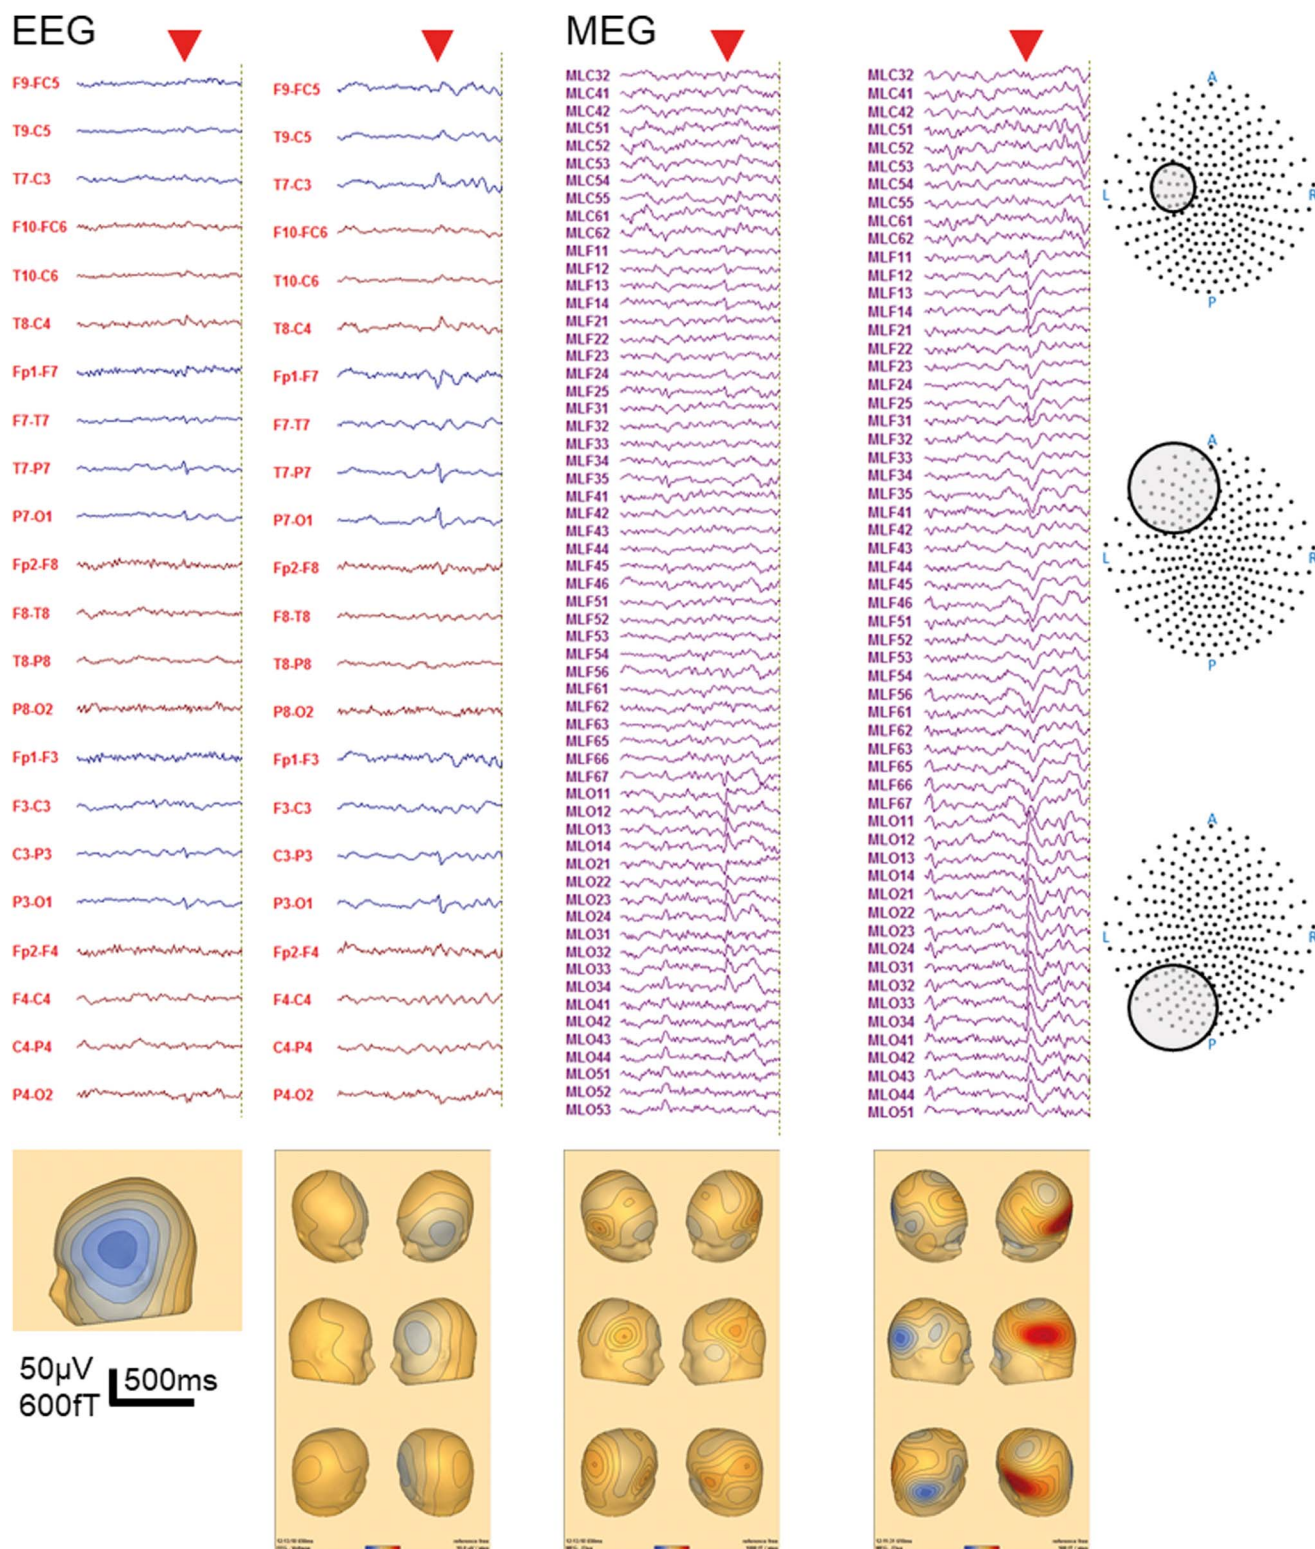 EEG
MEG
F9-FC5
T9-C5
T7-C3
F10-FC6
T10-C6
T8-C4
Fp1-F7
F7-T7
T7-P7
P7-O1
Fp2-F8
F8-T8
T8-P8
P8-O2
Fp1-F3
F3-C3
C3-P3
P3-O1
Fp2-F4
F4-C4
C4-P4
P4-O2
F9-FC5
T9-C5
T7-C3
F10-FC6
T10-C6
T8-C4
Fp1-F7
F7-T7
T7-P7
P7-O1
Fp2-F8
F8-T8
T8-P8
P8-O2
Fp1-F3
F3-C3
C3-P3
P3-O1
Fp2-F4
F4-C4
C4-P4
P4-O2
MLC32
MLC41
MLC42
MLC51
MLC52
MLC53
MLC54
MLC55
MLC61
MLC62
MLF11
MLF12
MLF13
MLF14
MLF21
MLF22
MLF23
MLF24
MLF25
MLF31
MLF32
MLF33
MLF34
MLF35
MLF41
MLF42
MLF43
MLF44
MLF45
MLF46
MLF51
MLF52
MLF53
MLF54
MLF56
MLF61
MLF62
MLF63
MLF65
MLF66
MLF67
MLO11
MLO12
MLO13
MLO14
MLO21
MLO22
MLO23
MLO24
MLO31
MLO32
MLO33
MLO34
MLO41
MLO42
MLO43
MLO44
MLO51
MLO52
MLO53
MLC32
MLC41
MLC42
MLC51
MLC52
MLC53
MLC54
MLC55
MLC61
MLC62
MLF11
MLF12
MLF13
MLF14
MLF21
MLF22
MLF23
MLF24
MLF25
MLF31
MLF32
MLF33
MLF34
MLF35
MLF41
MLF42
MLF43
MLF44
MLF45
MLF46
MLF51
MLF52
MLF53
MLF54
MLF56
MLF61
MLF62
MLF63
MLF65
MLF66
MLF67
MLO11
MLO12
MLO13
MLO14
MLO21
MLO22
MLO23
MLO24
MLO31
MLO32
MLO33
MLO34
MLO41
MLO42
MLO43
MLO44
MLO51
A
L R
P
A
L R
P
A
L R
P
50µV
600fT
500ms
reference free
reference free
reference free